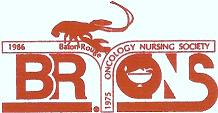 1986 Baton Rouge
ONCOLOGY NURSING SOCIETY
1975
BR.ONS